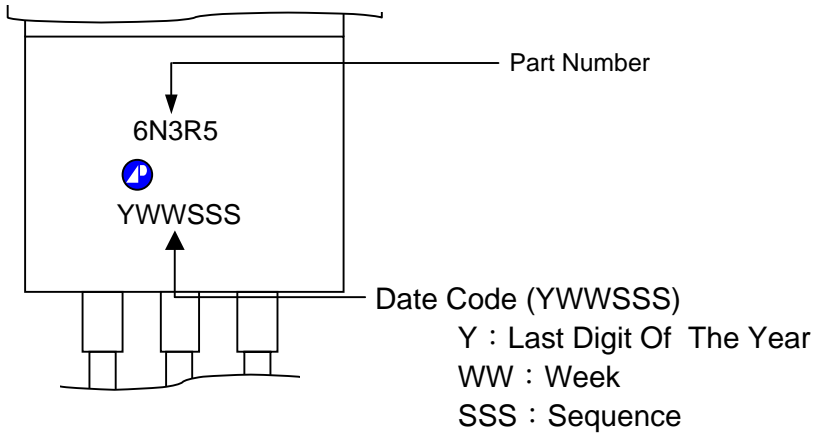 Part Number
6N3R5
YWWSSS
Date Code (YWWSSS)
Y：Last Digit Of The Year
WW：Week
SSS：Sequence